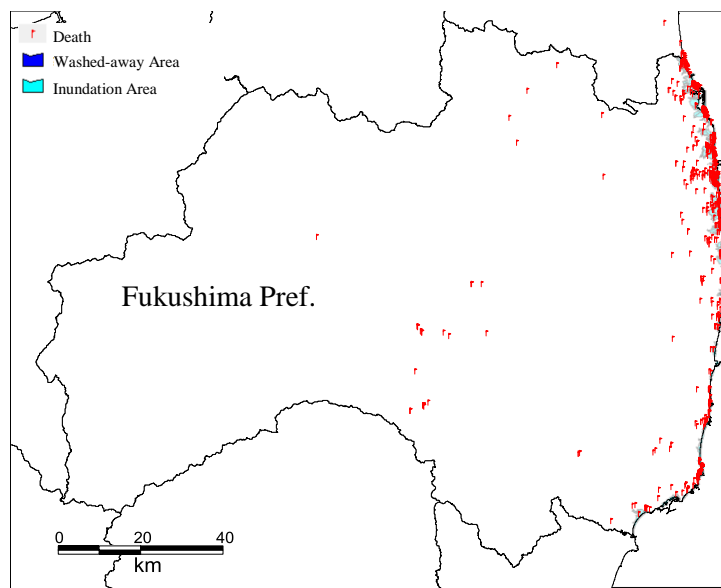 Death
Washed-away Area
Inundation Area
Fukushima Pref.
0 20 40
km